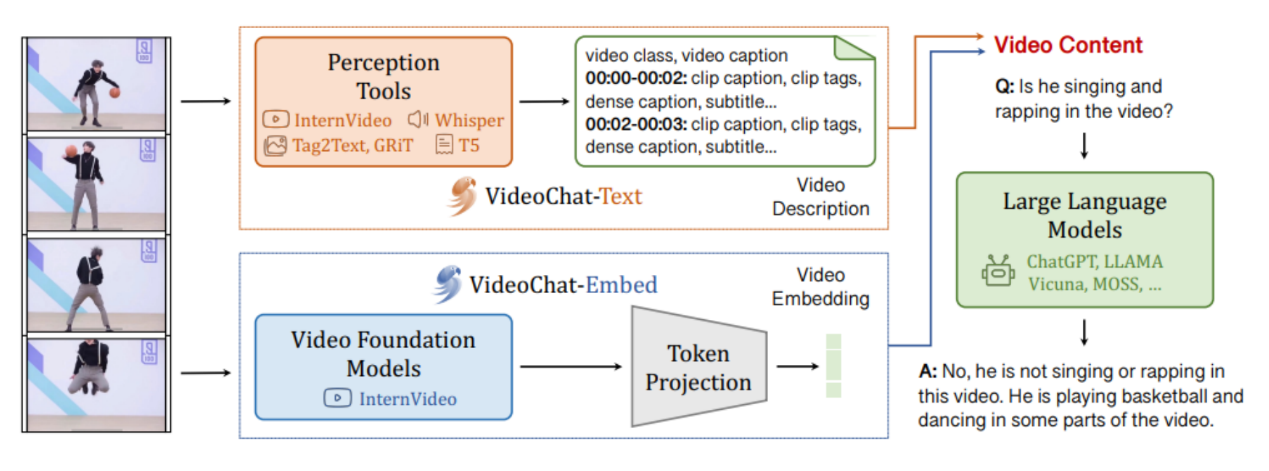 Perception
Tools
InternVideo Whisper
Tag2Text, GRiT T5
video class, video caption
00:00-00:02: clip caption, clip tags,
dense caption, subtitle...
00:02-00:03: clip caption, clip tags,
dense caption, subtitle...
VideoChat-Text
Video
Description
VideoChat-Embed
Video
Embedding
Video Foundation
Models
InternVideo
Token
Projection
Video Content
Q: Is he singing and
rapping in the video?
Large Language
Models
ChatGPT, LLAMA
Vicuna, MOSS, ...
A: No, he is not singing or rapping in
this video. He is playing basketball and
dancing in some parts of the video.